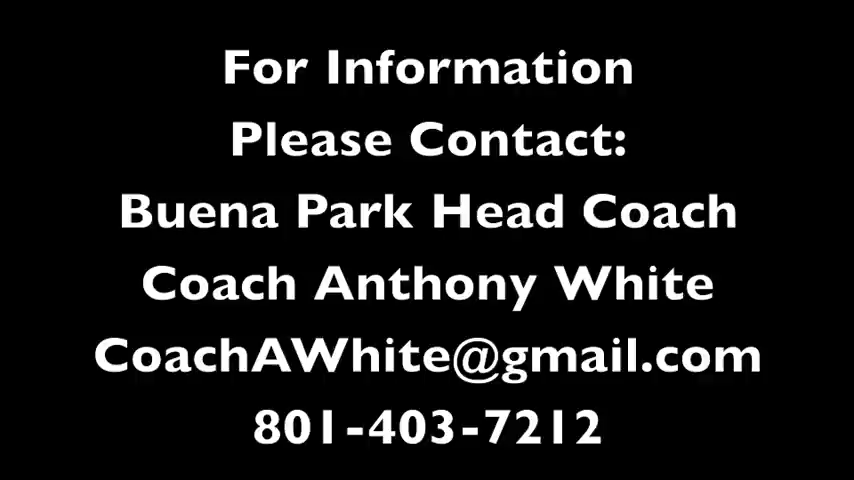 For Information
Please Contact:
Buena Park Head Coach
Coach Anthony White
CoachAWhite@gmail.com
801-403-7212